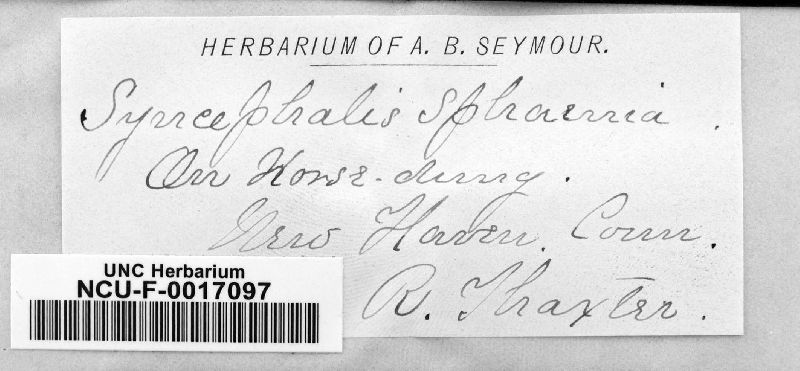 HERBARIUM OF A. B. SEYMOUR.
Syncephalis sphaerica.
On Horse-dung.
New Haven, Conn.
R. Thaxter.
UNC Herbarium
NCU-F-0017097